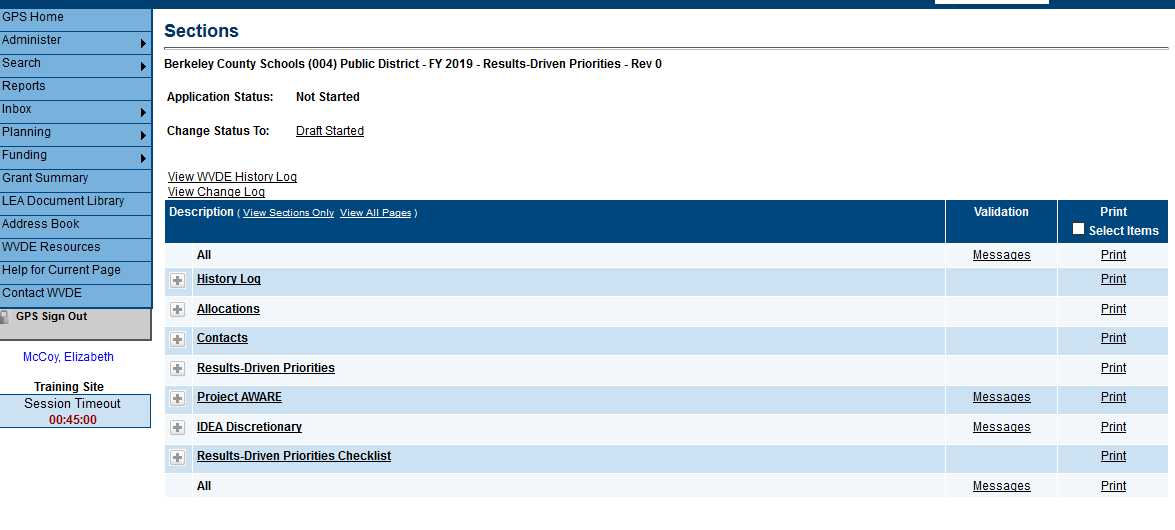 GPS Home
Administer
Search
Reports
Inbox
Planning
Funding
Grant Summary
LEA Document Library
Address Book
WVDE Resources
Help for Current Page
Contact WVDE
GPS Sign Out
McCoy, Elizabeth
Training Site
Session Timeout
00:45:00
Sections
Berkeley County Schools (004) Public District - FY 2019 - Results-Driven Priorities - Rev 0
Application Status: Not Started
Change Status To: Draft Started
View WVDE History Log
View Change Log
Description ( View Sections Only View All Pages ) Validation Print
Select Items
All Messages Print
History Log Print
Allocations Print
Contacts Print
Results-Driven Priorities Print
Project AWARE Messages Print
IDEA Discretionary Messages Print
Results-Driven Priorities Checklist Print
All Messages Print